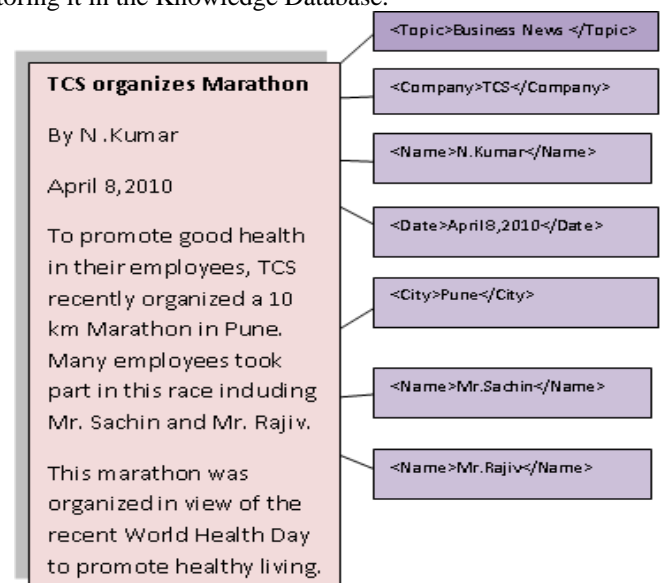 toring it in the Knowledge Database.
<Topic>Business News </Topic>
TCS organizes Marathon
<Company>TCS</Company>
By N .Kumar
<Name>N.Kumar</Name>
April 8,2010
<Date>April8,2010</Date>
To promote good health
in their employees, TCS
recently organized a 10
km Marathon in Pune.
Many employees took
part in this race including
Mr. Sachin and Mr. Rajiv.
This marathon was
organized in view of the
recent World Health Day
to promote healthy living.
<City>Pune</City>
<Name>Mr.Sachin</Name>
<Name>Mr.Rajiv</Name>